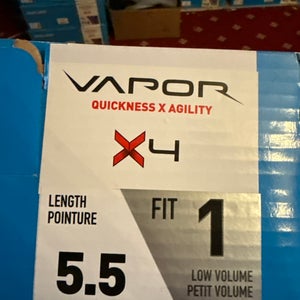 VAPOR
QUICKNESS X AGILITY
X4
LENGTH
POINTURE
5.5
FIT 1
LOW VOLUME
PETIT VOLUME